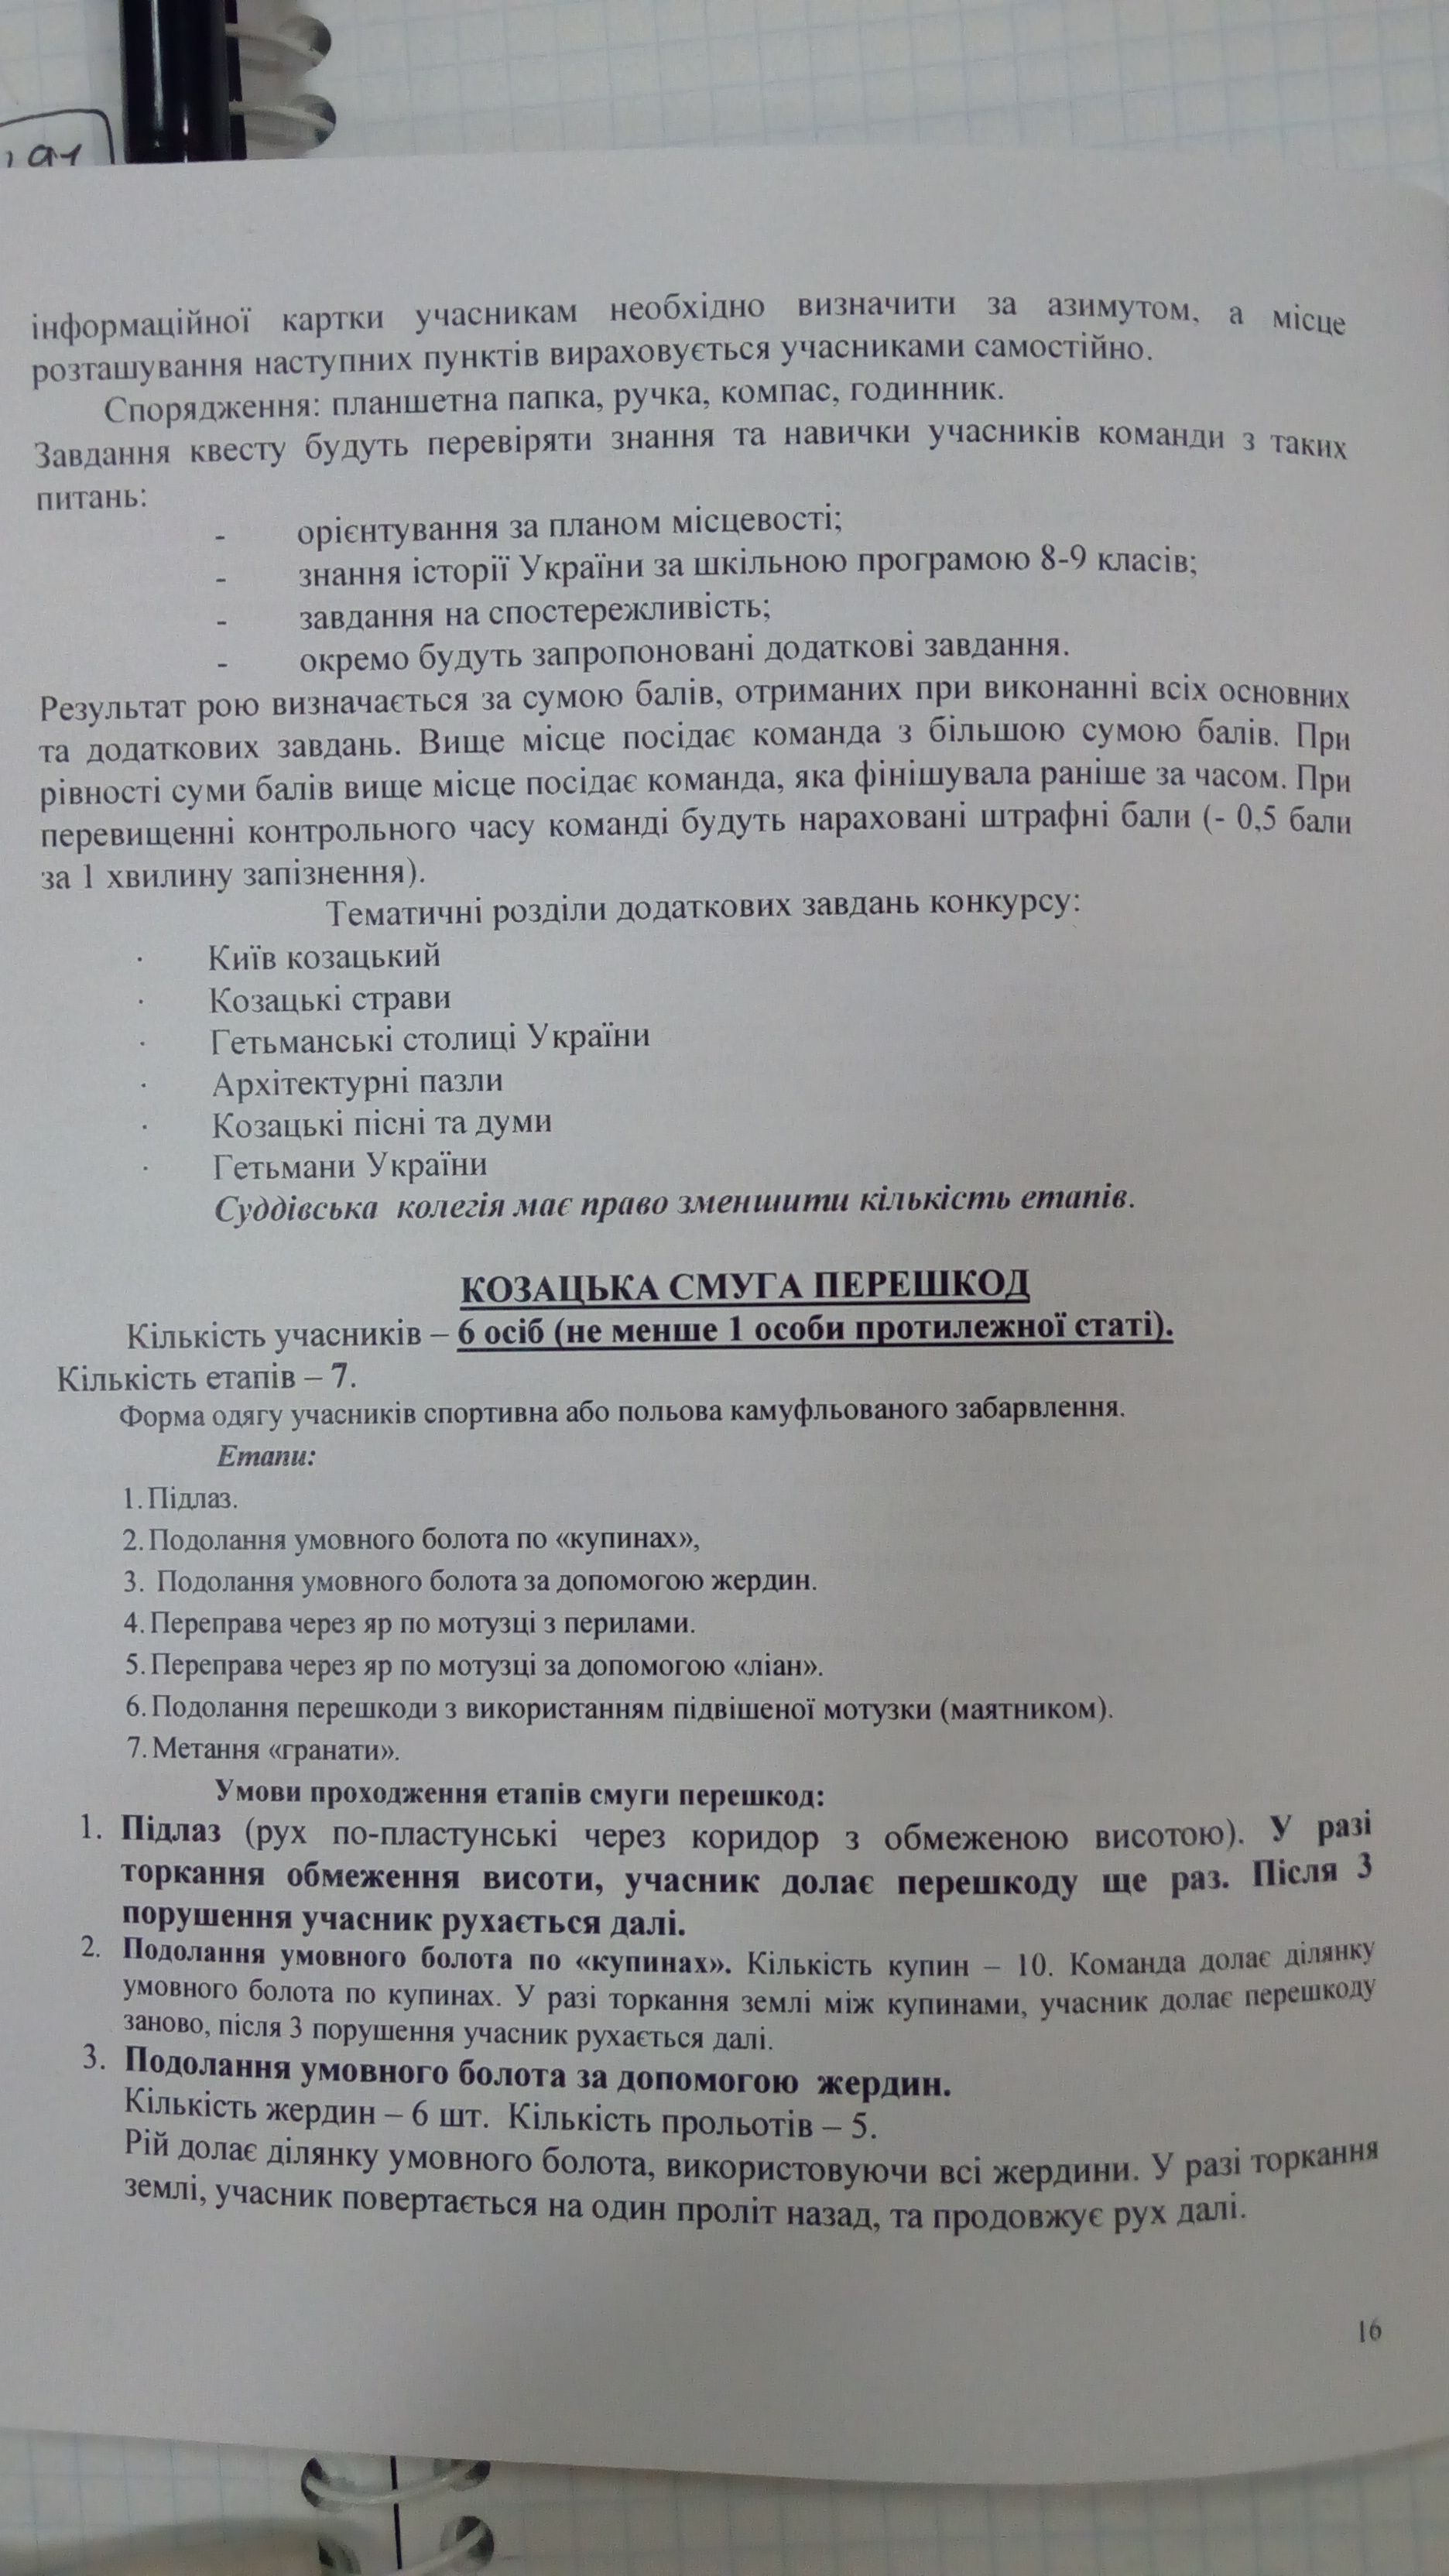 інформаційної картки учасникам необхідно визначити за азимутом, а місце
розташування наступних пунктів вираховується учасниками самостійно.
Спорядження: планшетна папка, ручка, компас, годинник.
Завдання квесту будуть перевіряти знання та навички учасників команди з таких
питань:
- орієнтування за планом місцевості;
- знання історії України за шкільною програмою 8-9 класів;
- завдання на спостережливість;
- окремо будуть запропоновані додаткові завдання.
Результат рою визначається за сумою балів, отриманих при виконанні всіх основних
та додаткових завдань. Вище місце посідає команда з більшою сумою балів. При
рівності суми балів вище місце посідає команда, яка фінішувала раніше за часом. При
перевищенні контрольного часу команді будуть нараховані штрафні бали (- 0,5 бали
за 1 хвилину запізнення).
Тематичні розділи додаткових завдань конкурсу:
· Київ козацький
· Козацькі страви
· Гетьманські столиці України
· Архітектурні пазли
· Козацькі пісні та думи
· Гетьмани України
Суддівська колегія має право зменшити кількість етапів.
КОЗАЦЬКА СМУГА ПЕРЕШКОД
Кількість учасників – 6 осіб (не менше 1 особи протилежної статі).
Кількість етапів – 7.
Форма одягу учасників спортивна або польова камуфльованого забарвлення.
Етапи:
1. Підлаз.
2. Подолання умовного болота по «купинах»,
3. Подолання умовного болота за допомогою жердин.
4. Переправа через яр по мотузці з перилами.
5. Переправа через яр по мотузці за допомогою «ліан».
6. Подолання перешкоди з використанням підвішеної мотузки (маятником).
7. Метання «гранати».
Умови проходження етапів смуги перешкод:
1. Підлаз (рух по-пластунські через коридор з обмеженою висотою). У разі
торкання обмеження висоти, учасник долає перешкоду ще раз. Після 3
порушення учасник рухається далі.
2. Подолання умовного болота по «купинах». Кількість купин – 10. Команда долає ділянку
умовного болота по купинах. У разі торкання землі між купинами, учасник долає перешкоду
заново, після 3 порушення учасник рухається далі.
3. Подолання умовного болота за допомогою жердин.
Кількість жердин – 6 шт. Кількість прольотів – 5.
Рій долає ділянку умовного болота, використовуючи всі жердини. У разі торкання
землі, учасник повертається на один проліт назад, та продовжує рух далі.
16